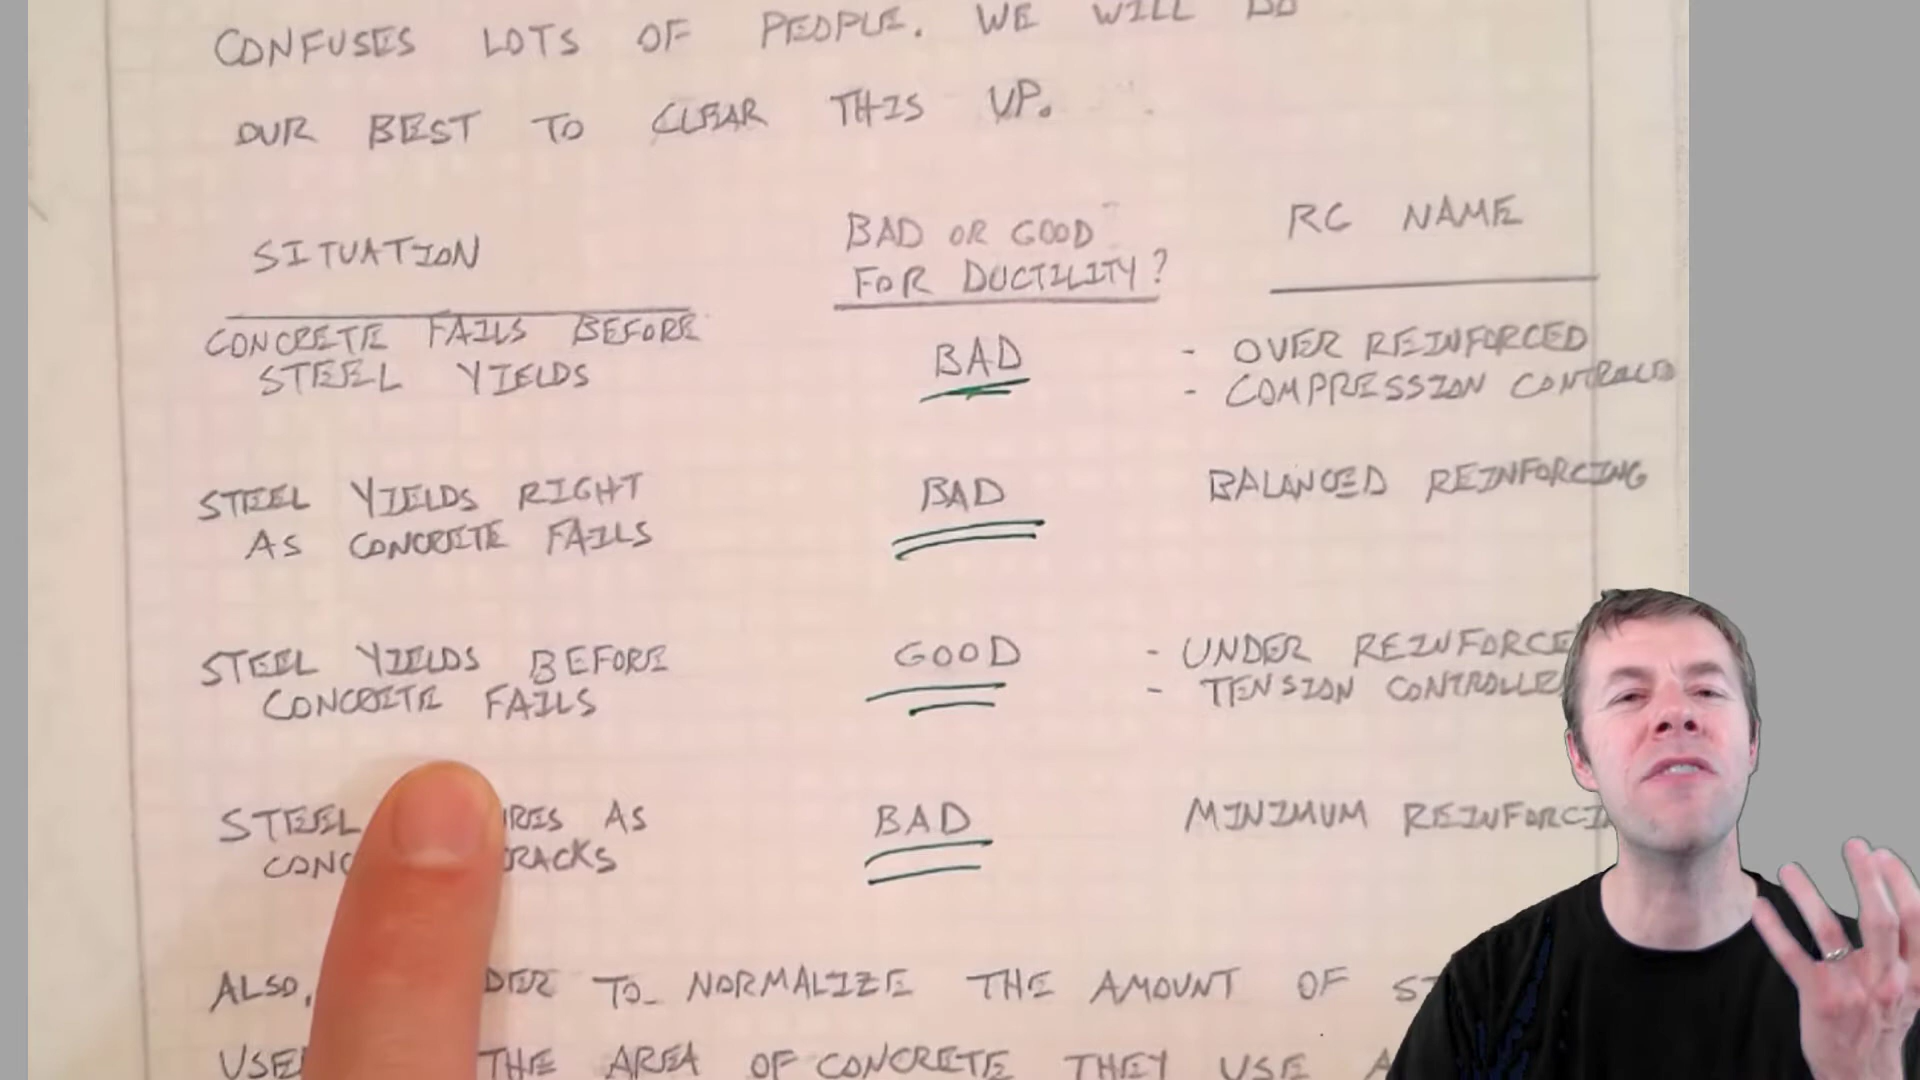 CONFUSES LOTS OF PEOPLE. WE WILL DO
OUR BEST TO CLEAR THIS UP.
SITUATION
BAD OR GOOD
FOR DUCTILITY?
RC NAME
CONCRETE FAILS BEFORE
STEEL YIELDS
BAD
- OVER REINFORCED
- COMPRESSION CONTROLLED
STEEL YIELDS RIGHT
AS CONCRETE FAILS
BAD
BALANCED REINFORCING
STEEL YIELDS BEFORE
CONCRETE FAILS
GOOD
- UNDER REINFORCE
- TENSION CONTROLLE
STEEL AS
BAD
MINIMUM
ALSO, TO NORMALIZE THE AMOUNT OF
THE AREA OF CONCRETE THEY USE